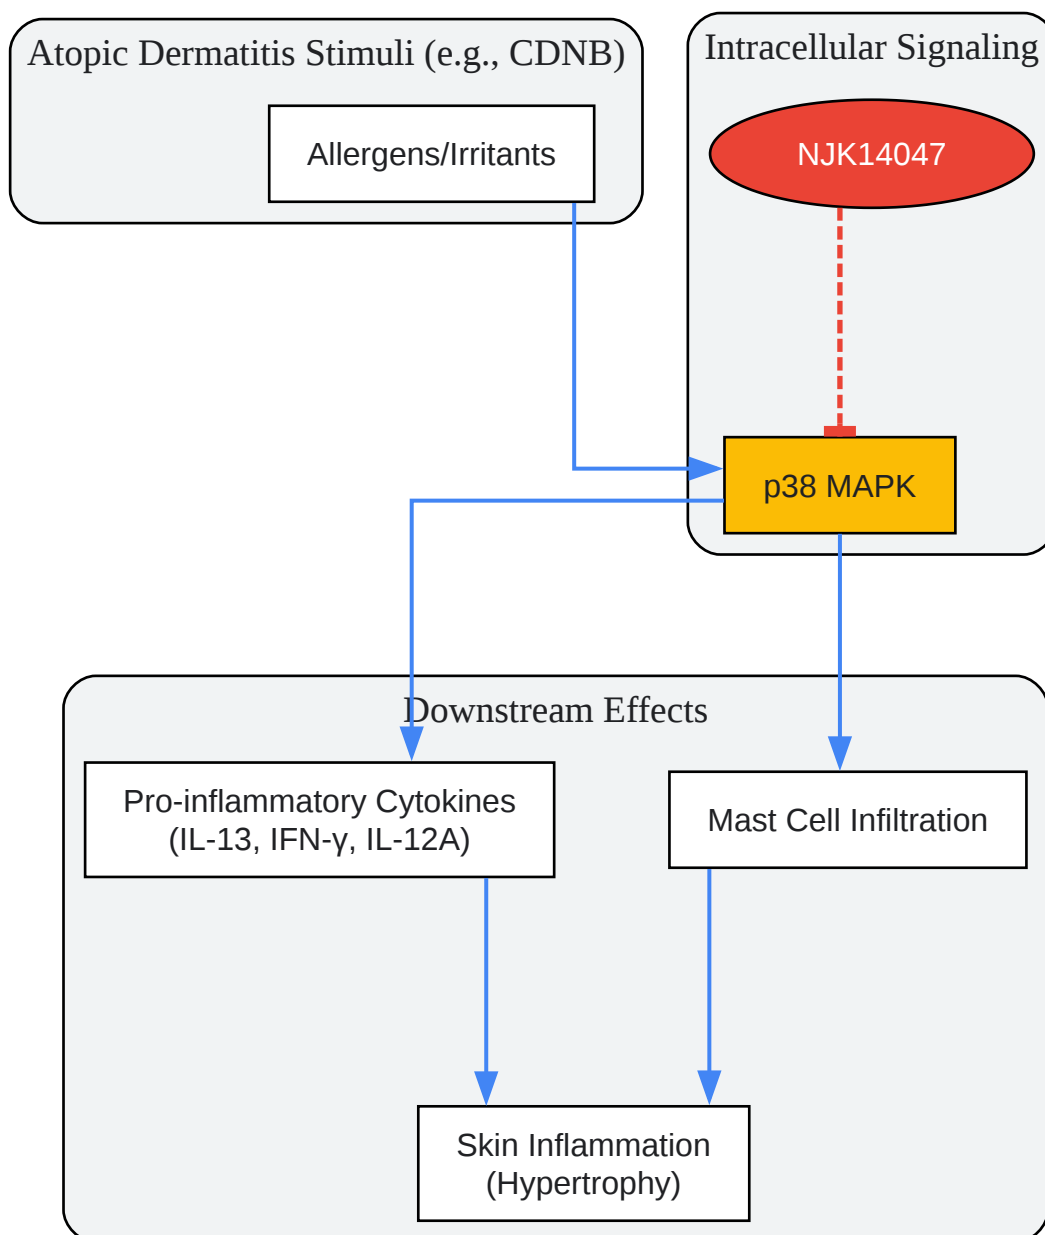 Atopic Dermatitis Stimuli (e.g., CDNB)
Allergens/Irritants
Intracellular Signaling
NJK14047
p38 MAPK
Downstream Effects
Pro-inflammatory Cytokines
(IL-13, IFN-γ, IL-12A)
Mast Cell Infiltration
Skin Inflammation
(Hypertrophy)